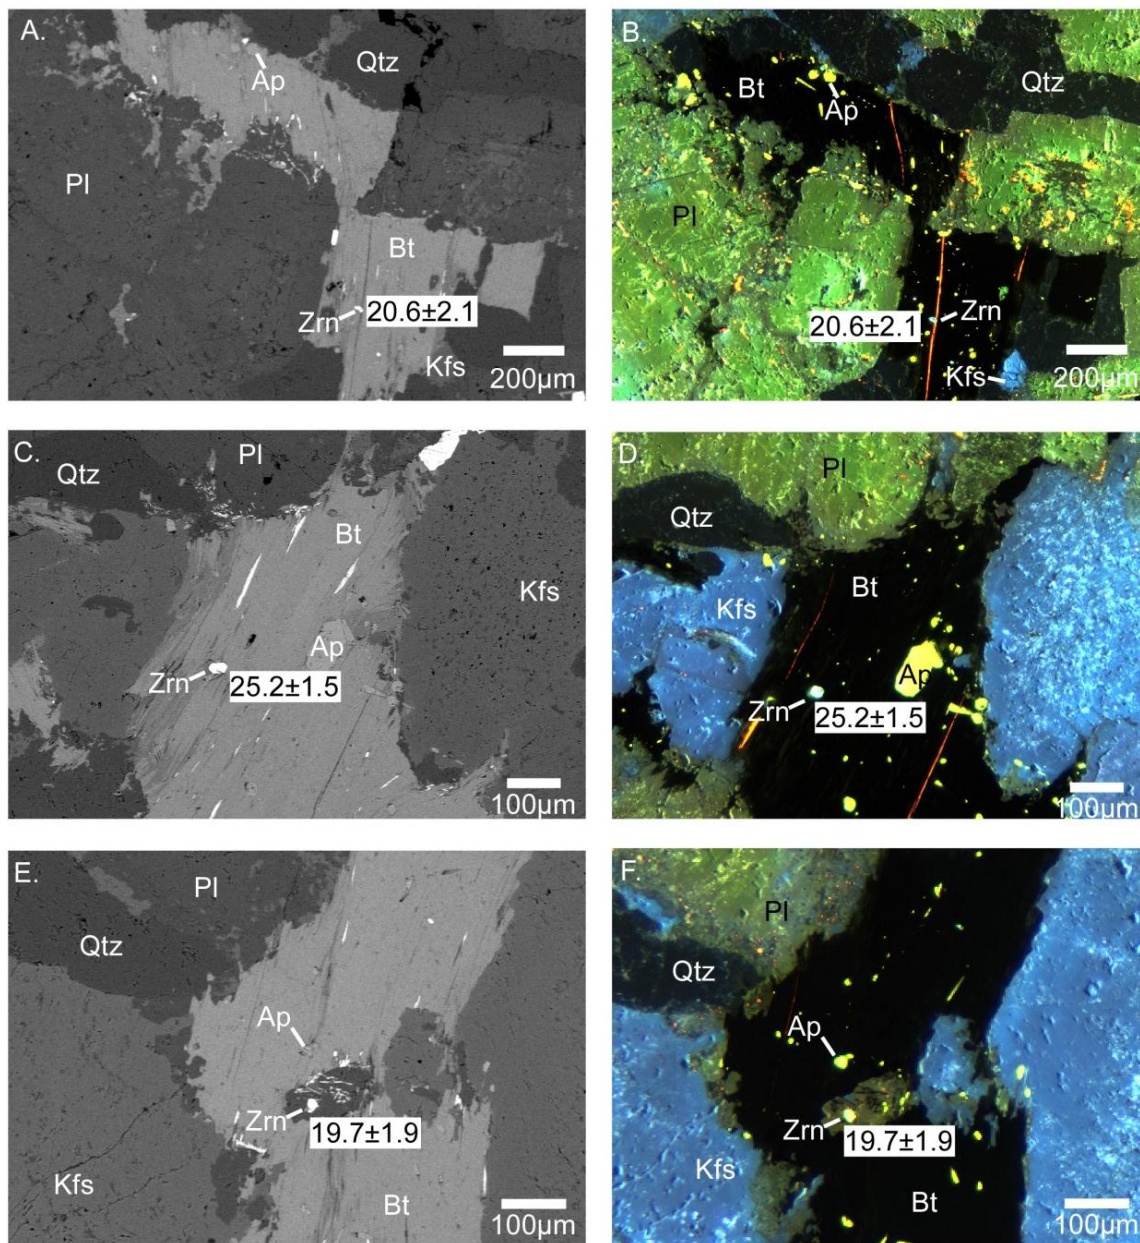 A.
Ap
Qtz
Pl
Bt
Zrn
20.6±2.1
Kfs
200µm
B.
Bt
Qtz
Ap
Pl
Zrn
20.6±2.1
Kfs
200µm
C.
Pl
Qtz
Bt
Kfs
Ap
Zrn
25.2±1.5
100µm
D.
Pl
Qtz
Bt
Kfs
Ap
Zrn
25.2±1.5
100µm
E.
Pl
Qtz
Ap
Zrn
19.7±1.9
Kfs
Bt
100µm
F.
Pl
Qtz
Ap
Zrn
19.7±1.9
Kfs
Bt
100µm